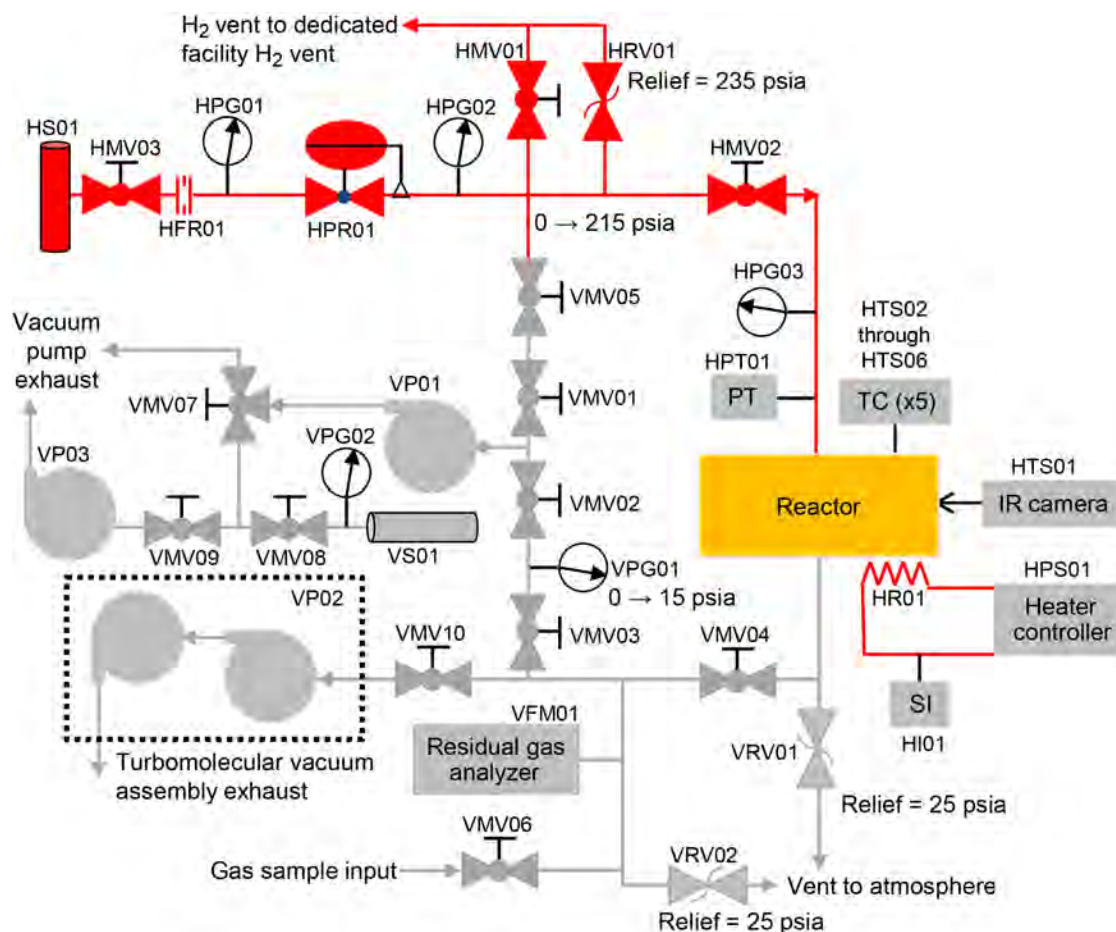 H2 vent to dedicated
facility H2 vent
HMV01
HRV01
Relief = 235 psia
HS01
HMV03
HPG01
HPG02
HMV02
HFR01
HPR01
0 → 215 psia
VMV05
HPG03
HTS02
through
HTS06
Vacuum
pump
exhaust
VMV07
VP01
VMV01
HPT01
PT
TC (x5)
VP03
VPG02
VMV02
Reactor
HTS01
IR camera
VMV09
VMV08
VS01
VPG01
0 → 15 psia
HPS01
HR01
Heater
controller
VP02
VMV10
VMV03
VMV04
SI
HI01
VFM01
Residual gas
analyzer
VRV01
Turbomolecular vacuum
assembly exhaust
Relief = 25 psia
VMV06
Gas sample input
VRV02
Vent to atmosphere
Relief = 25 psia